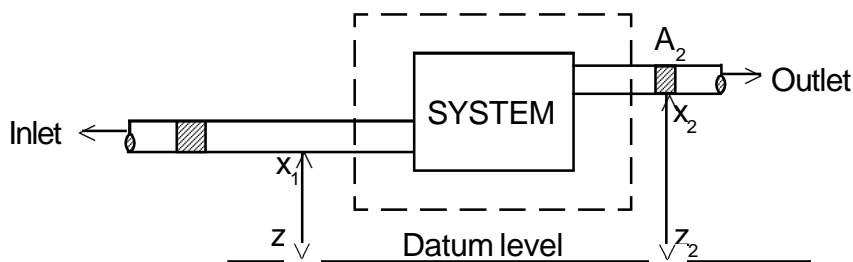 A₂
Outlet
SYSTEM
Inlet
x₂
x₁
z
Datum level
z₂